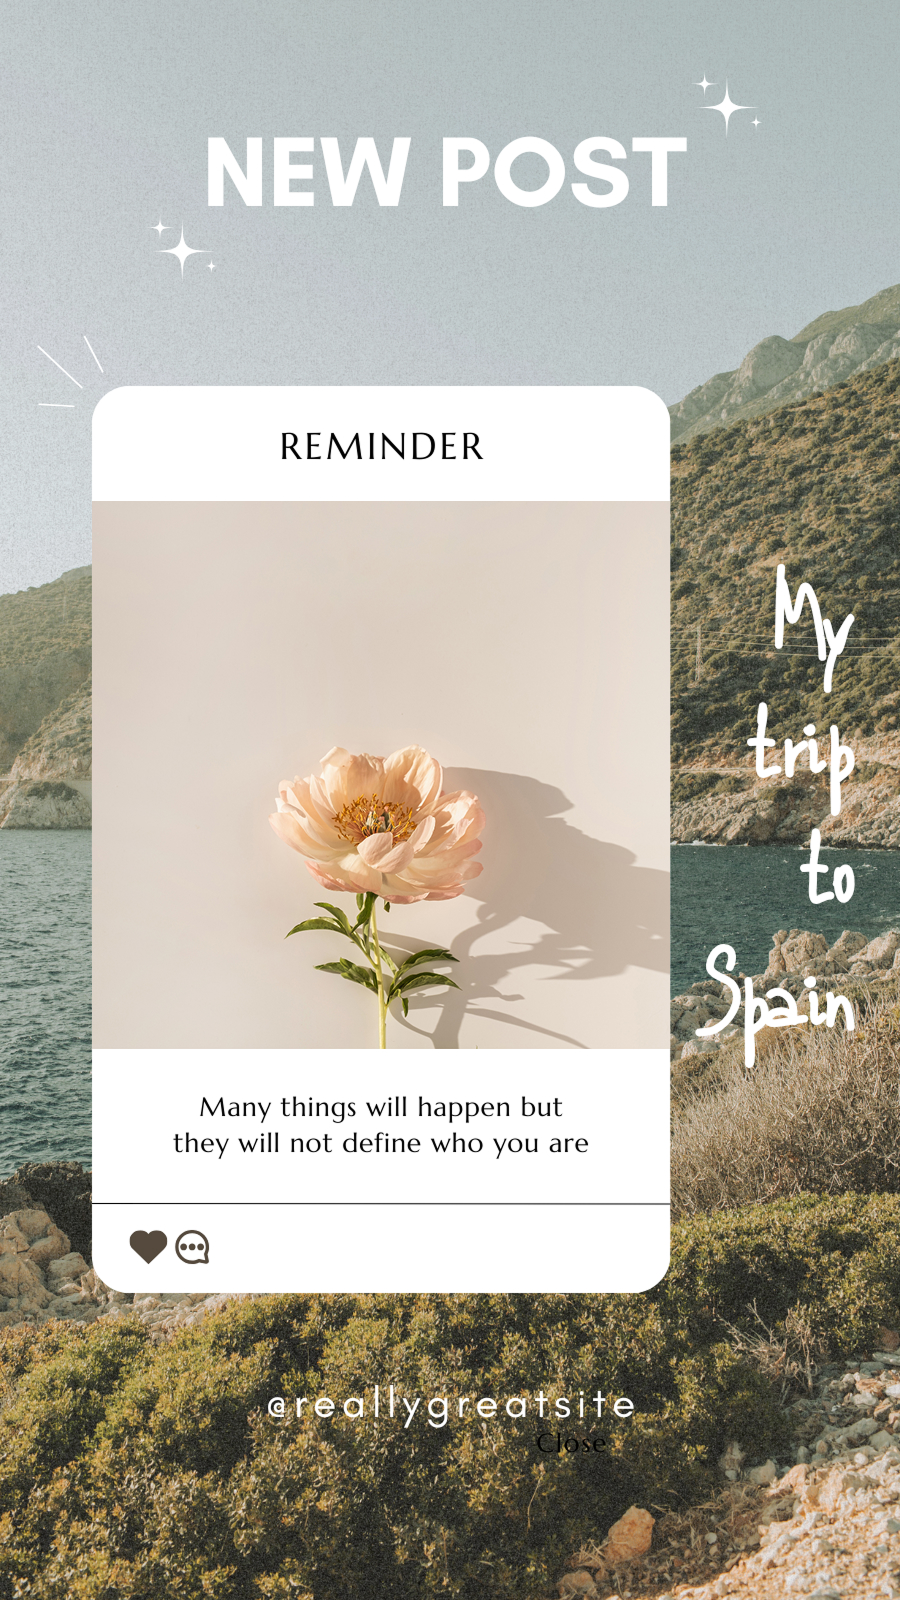 NEW POST
REMINDER
My
trip
to
Spain
Many things will happen but
they will not define who you are
@reallygreatsite
Close